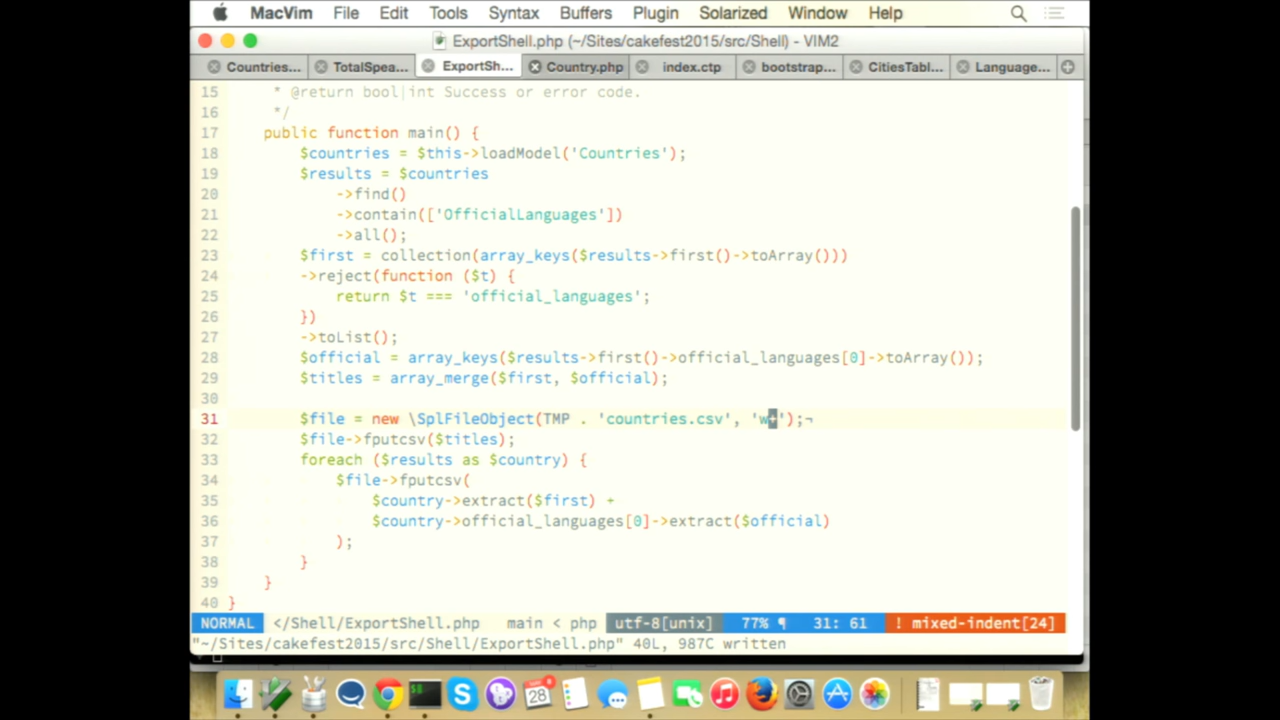 MacVim File Edit Tools Syntax Buffers Plugin Solarized Window Help
ExportShell.php (~/Sites/cakefest2015/src/Shell) - VIM2
Countries... TotalSpea... ExportSh... Country.php index.ctp bootstrap... CitiesTabl... Language...
15 * @return bool|int Success or error code.
16 */
17 public function main() {
18 $countries = $this->loadModel('Countries');
19 $results = $countries
20 ->find()
21 ->contain(['OfficialLanguages'])
22 ->all();
23 $first = collection(array_keys($results->first()->toArray()))
24 ->reject(function ($t) {
25 return $t === 'official_languages';
26 })
27 ->toList();
28 $official = array_keys($results->first()->official_languages[0]->toArray());
29 $titles = array_merge($first, $official);
30
31 $file = new \SplFileObject(TMP . 'countries.csv', 'w+');¬
32 $file->fputcsv($titles);
33 foreach ($results as $country) {
34 $file->fputcsv(
35 $country->extract($first) +
36 $country->official_languages[0]->extract($official)
37 );
38 }
39 }
40 }
NORMAL </Shell/ExportShell.php main < php utf-8[unix] 77% ¶ 31: 61 ! mixed-indent[24]
"~/Sites/cakefest2015/src/Shell/ExportShell.php" 40L, 987C written
28